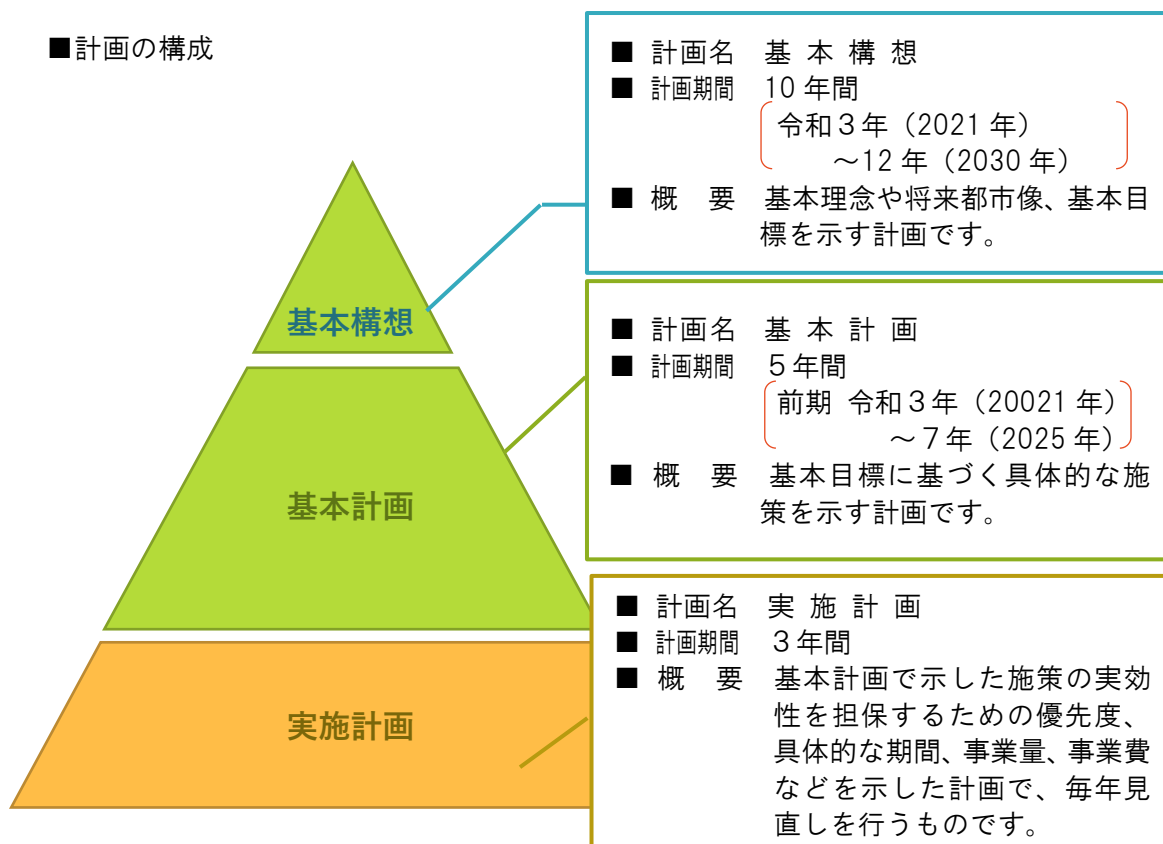 ■計画の構成
■ 計画名 基 本 構 想
■ 計画期間 10 年間
令和３年（2021 年）
～12 年（2030 年）
■ 概 要 基本理念や将来都市像、基本目
標を示す計画です。
基本構想
■ 計画名 基 本 計 画
■ 計画期間 ５年間
前期 令和３年（20021 年）
～７年（2025 年）
■ 概 要 基本目標に基づく具体的な施
策を示す計画です。
基本計画
■ 計画名 実 施 計 画
■ 計画期間 ３年間
■ 概 要 基本計画で示した施策の実効
性を担保するための優先度、
具体的な期間、事業量、事業費
などを示した計画で、毎年見
直しを行うものです。
実施計画